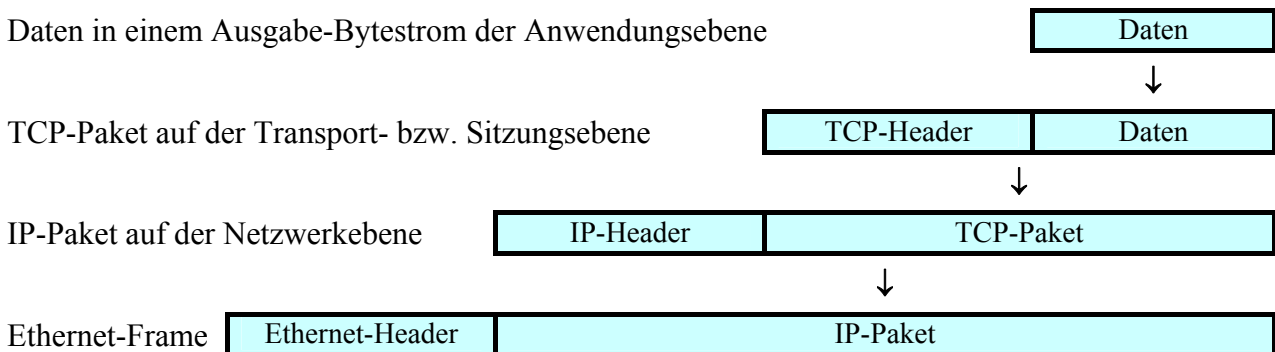 Daten in einem Ausgabe-Bytestrom der Anwendungsebene Daten
↓
TCP-Paket auf der Transport- bzw. Sitzungsebene TCP-Header Daten
↓
IP-Paket auf der Netzwerkebene IP-Header TCP-Paket
↓
Ethernet-Frame Ethernet-Header IP-Paket